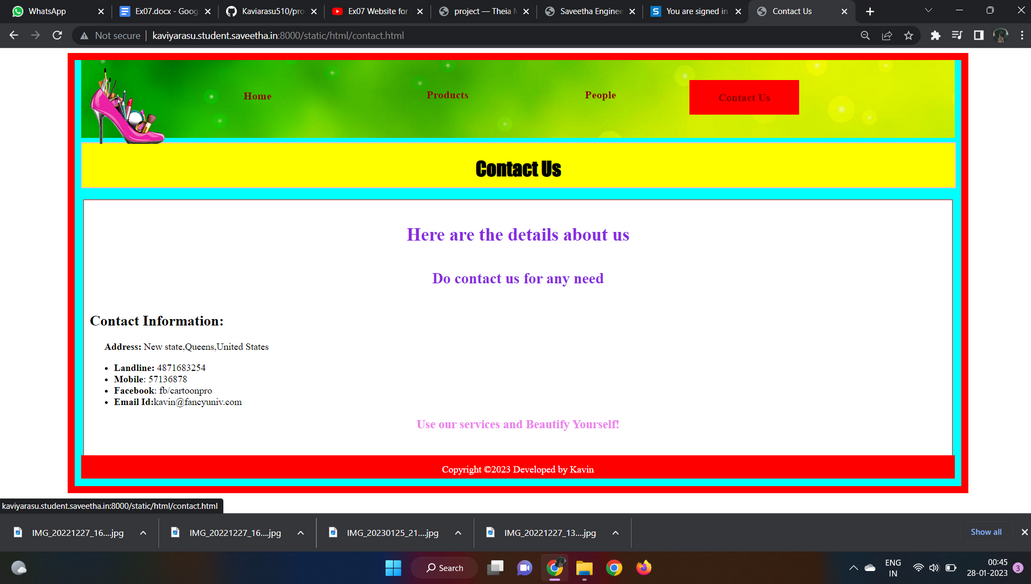 WhatsApp
Ex07.docx - Goog
Kaviarasu510/pro
Ex07 Website for
project — Theia
Saveetha Enginee
You are signed in
Contact Us
Not secure | kaviyarasu.student.saveetha.in:8000/static/html/contact.html
Home
Products
People
Contact Us
Contact Us
Here are the details about us
Do contact us for any need
Contact Information:
Address: New state,Queens,United States
Landline: 4871683254
Mobile: 57136878
Facebook: fb/cartoonpro
Email Id:kavin@fancyuniv.com
Use our services and Beautify Yourself!
Copyright ©2023 Developed by Kavin
kaviyarasu.student.saveetha.in:8000/static/html/contact.html
IMG_20221227_16....jpg
IMG_20221227_16....jpg
IMG_20230125_21....jpg
IMG_20221227_13....jpg
Show all
Search
ENG
IN
00:45
28-01-2023
3